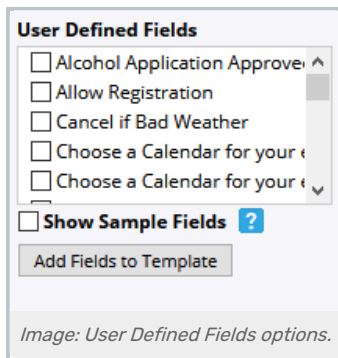 User Defined Fields
Alcohol Application Approve
Allow Registration
Cancel if Bad Weather
Choose a Calendar for your
Choose a Calendar for your
Show Sample Fields ?
Add Fields to Template
Image: User Defined Fields options.